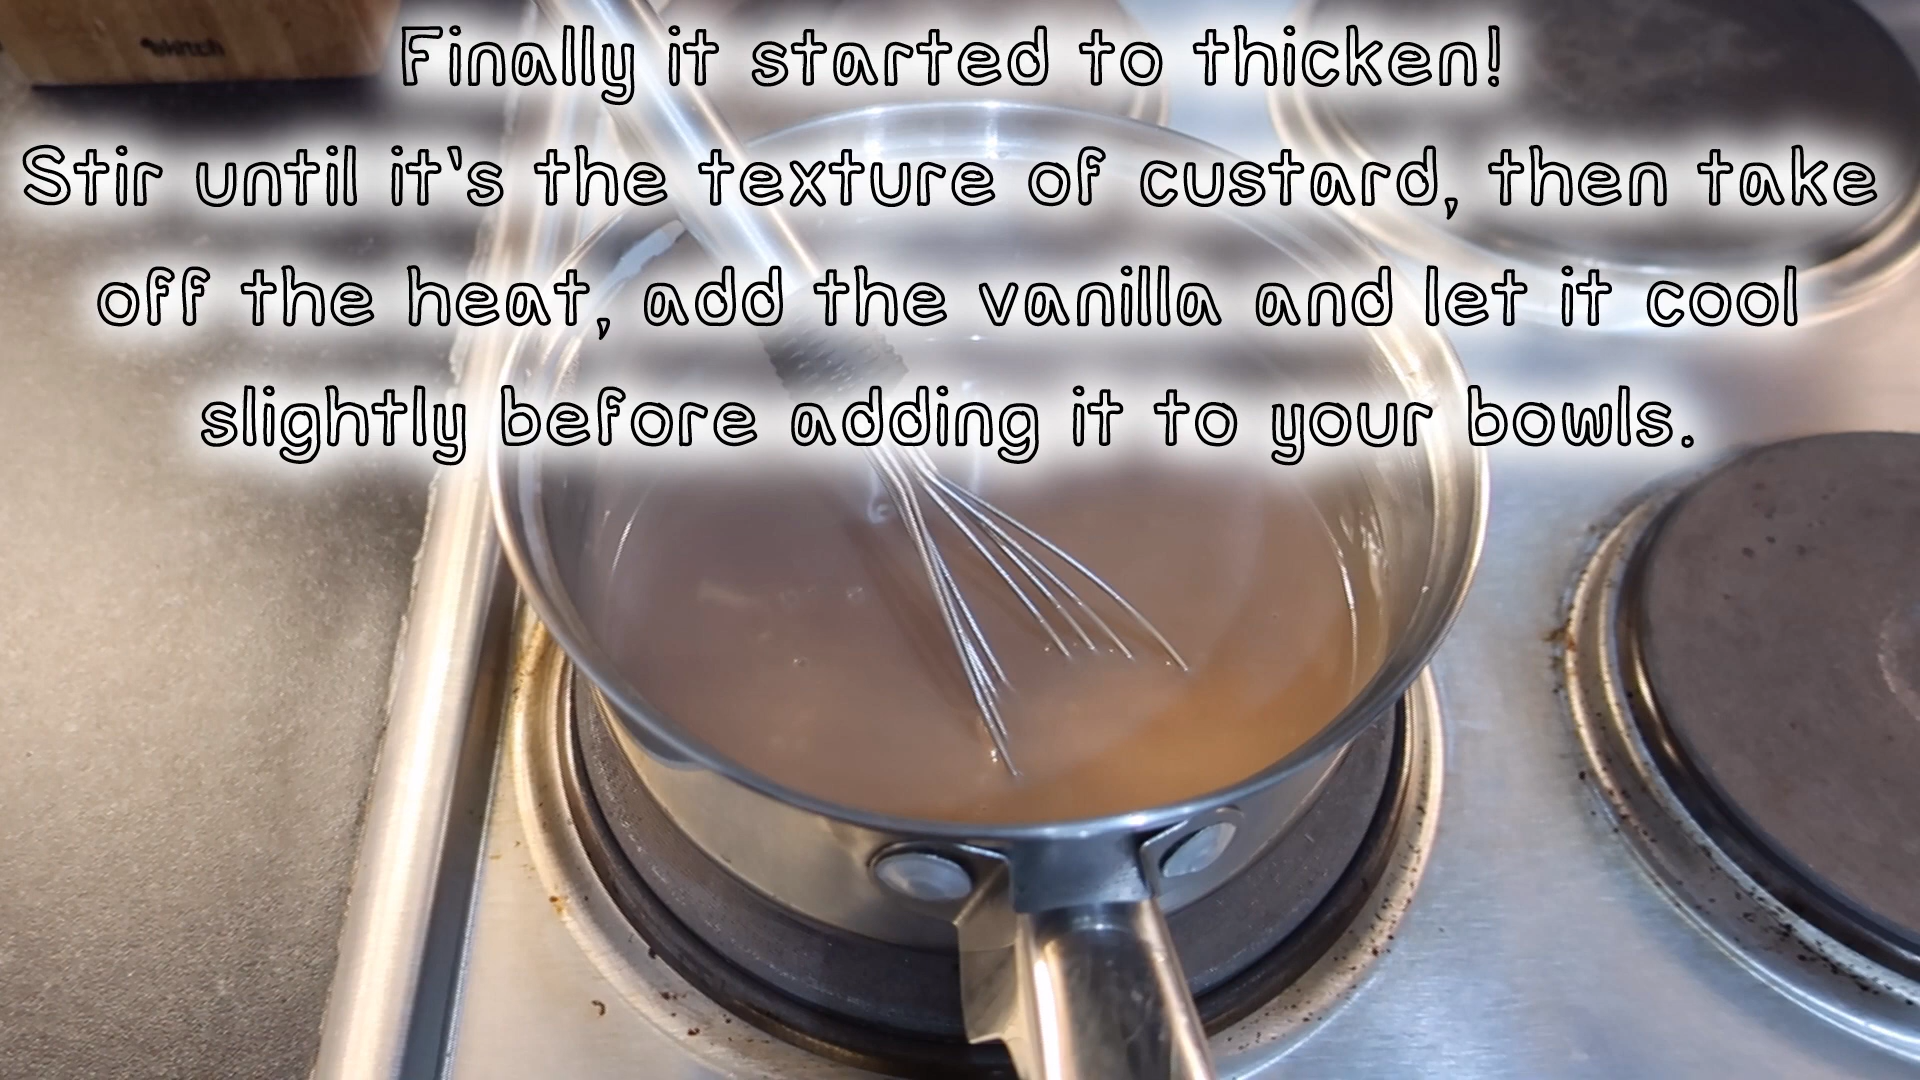 Finally it started to thicken!
Stir until it's the texture of custard, then take
off the heat, add the vanilla and let it cool
slightly before adding it to your bowls.